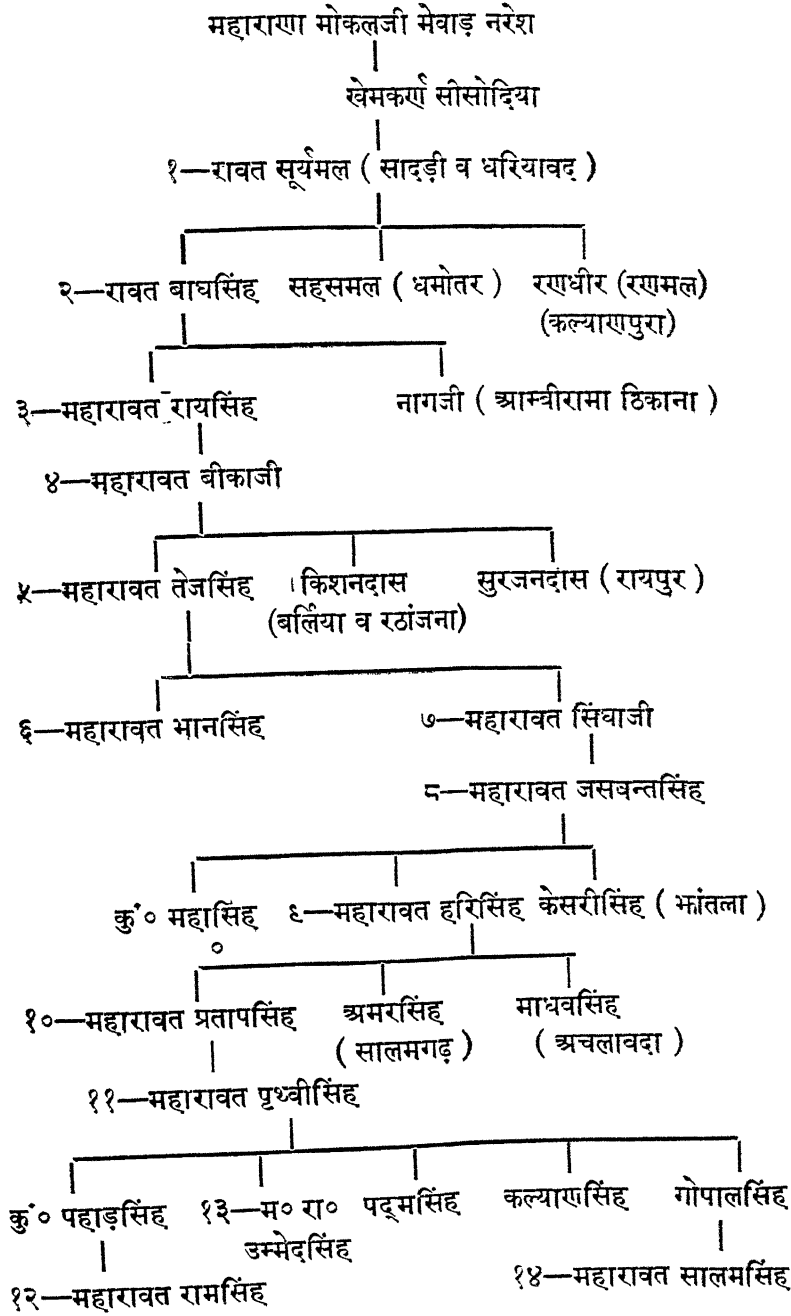 महाराणा मोकलजी मेवाड़ नरेश
खेमकर्ण सीसोदिया
१—रावत सूर्यमल ( सादड़ी व धरियावद )
२—रावत बाघसिंह सहसमल ( धमोतर ) रणधीर (रणमल)
(कल्याणपुरा)
३—महारावत रायसिंह नागजी ( आम्बीरामा ठिकाना )
४—महारावत बीकाजी
५—महारावत तेजसिंह किशनदास सुरजनदास ( रायपुर )
(बर्लिया व रठांजना)
६—महारावत भानसिंह ७—महारावत सिंघाजी
८—महारावत जसवन्तसिंह
कुं० महासिंह ९—महारावत हरिसिंह केसरीसिंह ( झांतला )
१०—महारावत प्रतापसिंह अमरसिंह माधवसिंह
( सालमगढ़ ) ( अचलावदा )
११—महारावत पृथ्वीसिंह
कुं० पहाड़सिंह १३—म० रा० पद्मसिंह कल्याणसिंह गोपालसिंह
उम्मेदसिंह
१२—महारावत रामसिंह १४—महारावत सालमसिंह